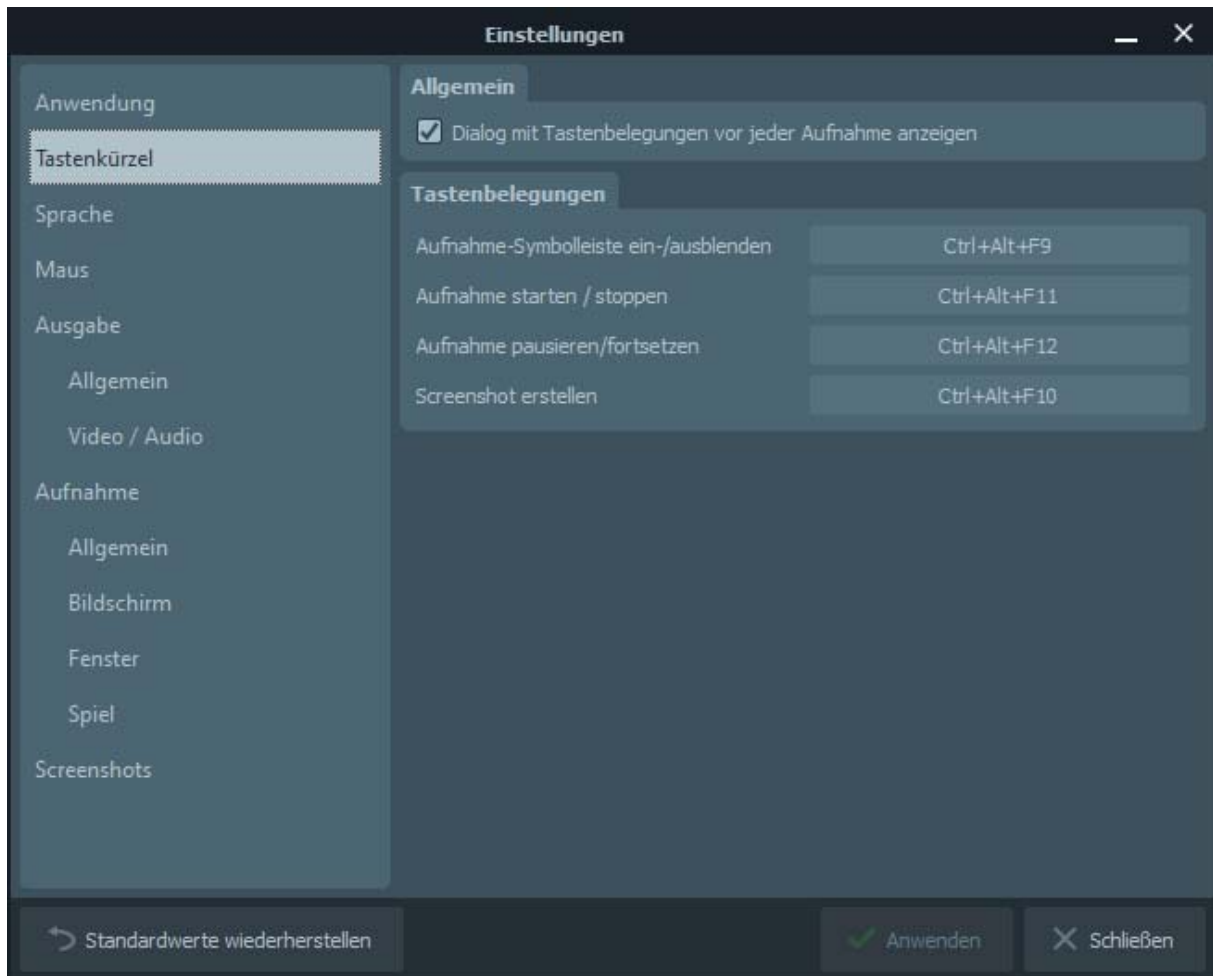 Einstellungen
Anwendung
Tastenkürzel
Sprache
Maus
Ausgabe
Allgemein
Video / Audio
Aufnahme
Allgemein
Bildschirm
Fenster
Spiel
Screenshots
Allgemein
Dialog mit Tastenbelegungen vor jeder Aufnahme anzeigen
Tastenbelegungen
Aufnahme-Symbolleiste ein-/ausblenden Ctrl+Alt+F9
Aufnahme starten / stoppen Ctrl+Alt+F11
Aufnahme pausieren/fortsetzen Ctrl+Alt+F12
Screenshot erstellen Ctrl+Alt+F10
Standardwerte wiederherstellen Anwenden Schließen